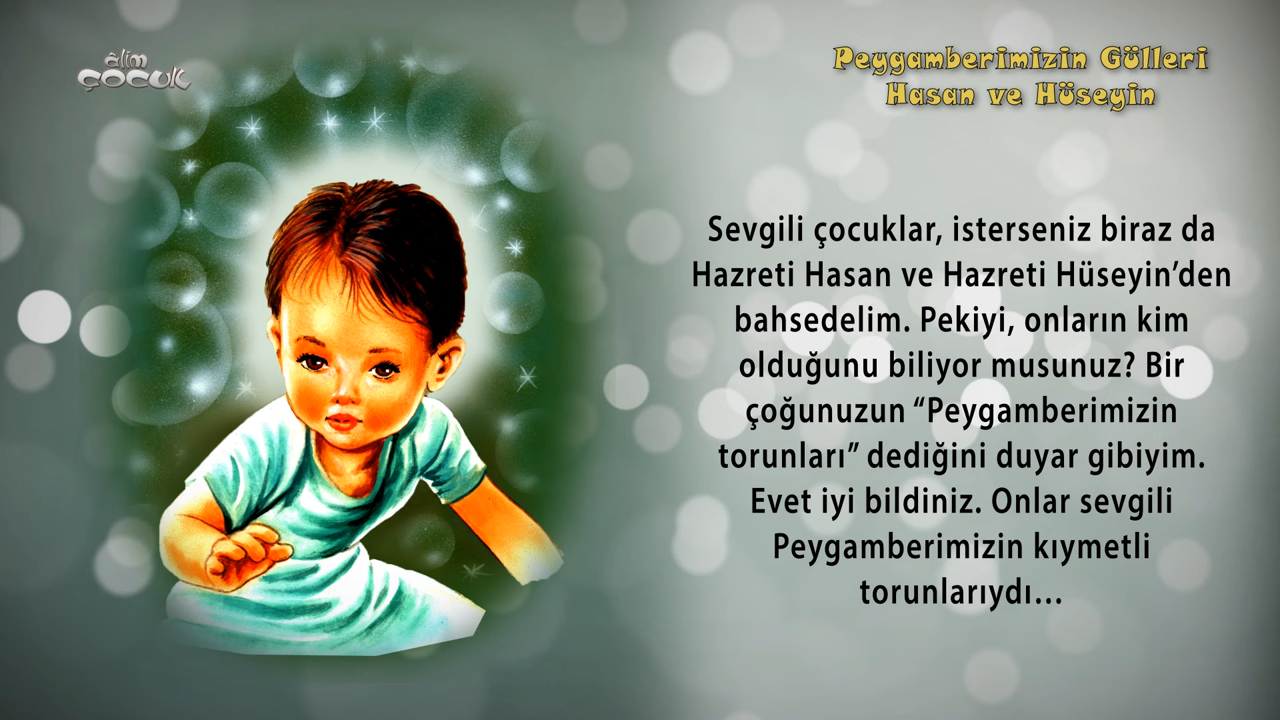 âlim
çocuk
Peygamberimizin Gülleri
Hasan ve Hüseyin
Sevgili çocuklar, isterseniz biraz da
Hazreti Hasan ve Hazreti Hüseyin’den
bahsedelim. Pekiyi, onların kim
olduğunu biliyor musunuz? Bir
çoğunuzun “Peygamberimizin
torunları” dediğini duyar gibiyim.
Evet iyi bildiniz. Onlar sevgili
Peygamberimizin kıymetli
torunlarıydı...